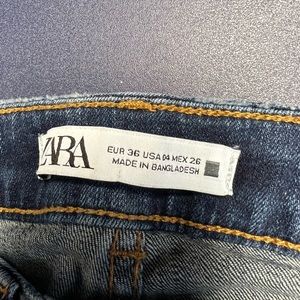 ZARA
EUR 36 USA 04 MEX 26
MADE IN BANGLADESH